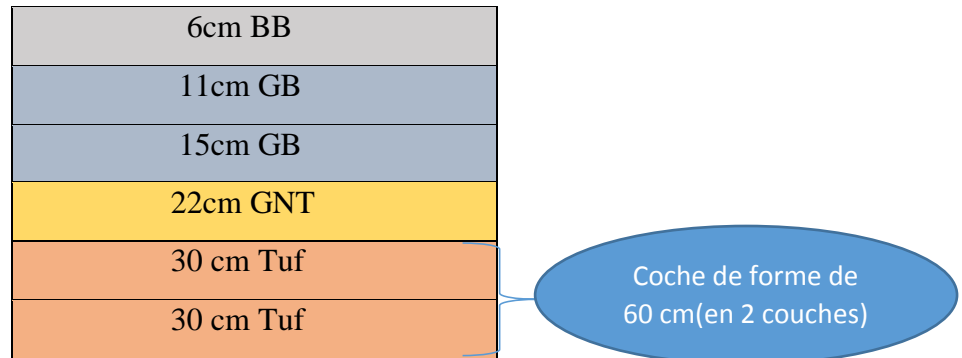 6cm BB
11cm GB
15cm GB
22cm GNT
30 cm Tuf
30 cm Tuf
Coche de forme de
60 cm(en 2 couches)